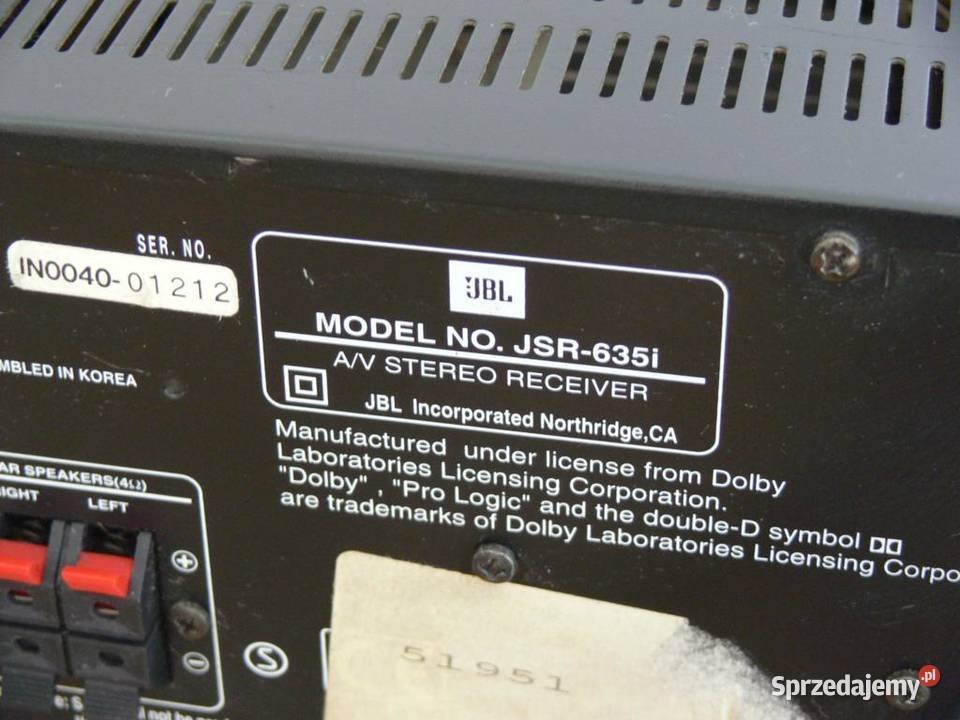 SER. NO.
IN0040-01212
JBL
MODEL NO. JSR-635i
A/V STEREO RECEIVER
JBL Incorporated Northridge,CA
MBLED IN KOREA
Manufactured under license from Dolby
Laboratories Licensing Corporation.
"Dolby" , "Pro Logic" and the double-D symbol
are trademarks of Dolby Laboratories Licensing Corpo
AR SPEAKERS(4Ω)
IGHT LEFT
+
−
S
51951
not be
Sprzedajemy.pl